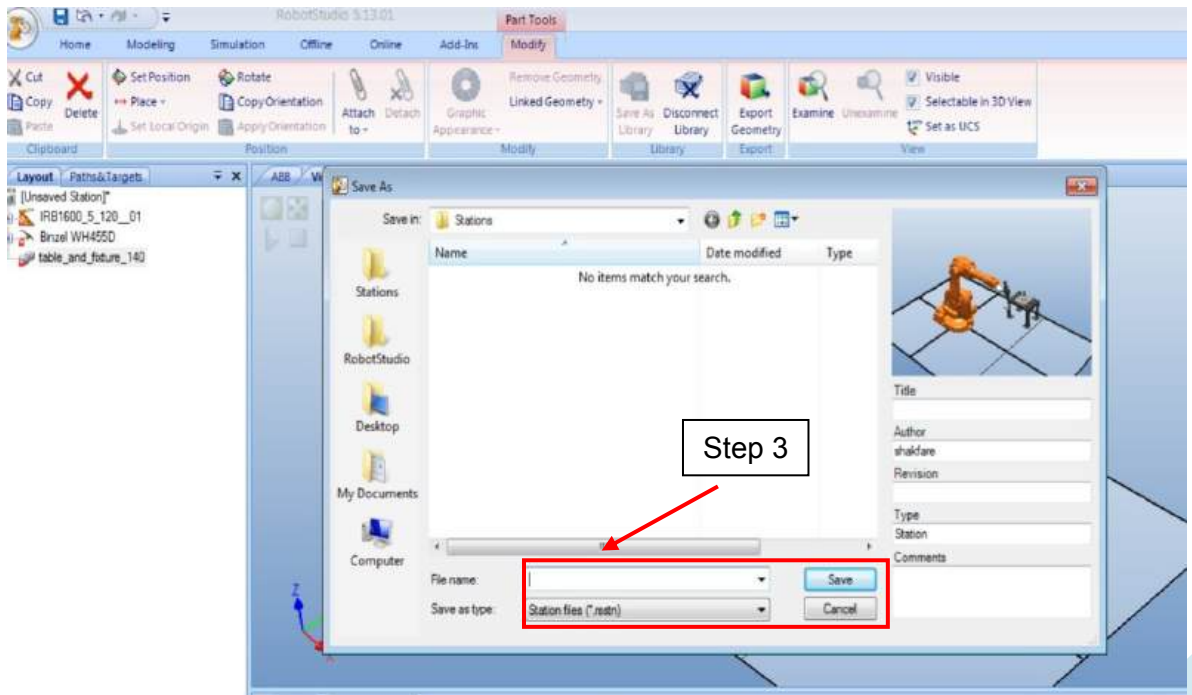 RobotStudio 5.13.01
Part Tools
Home Modeling Simulation Offline Online Add-Ins Modify
Cut
Copy
Paste
Delete
Clipboard
Set Position
Place
Set Local Origin
Rotate
Copy Orientation
Apply Orientation
Position
Attach to
Detach
Graphic Appearance
Remove Geometry
Linked Geometry
Modify
Save As Library
Disconnect Library
Library
Export Geometry
Export
Examine
Unexamine
Visible
Selectable in 3D View
Set as UCS
View
Layout Paths&Targets
[Unsaved Station]*
IRB1600_5_120__01
Binzel WH455D
table_and_fixture_140
ABB
Save As
Save in: Stations
Name Date modified Type
No items match your search.
Stations
RobotStudio
Desktop
My Documents
Computer
Title
Author
shakfare
Revision
Type
Station
Comments
Step 3
File name:
Save
Save as type: Station files (*.rsstn)
Cancel
Z
X